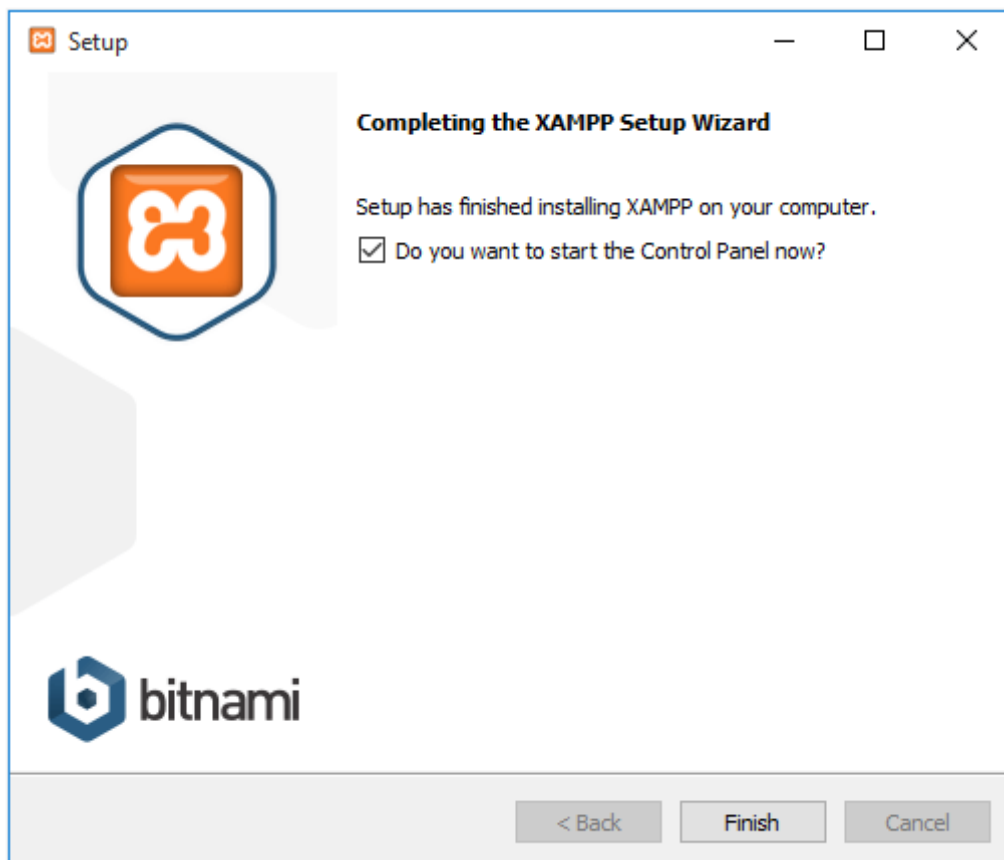 Setup
Completing the XAMPP Setup Wizard
Setup has finished installing XAMPP on your computer.
Do you want to start the Control Panel now?
bitnami
< Back
Finish
Cancel